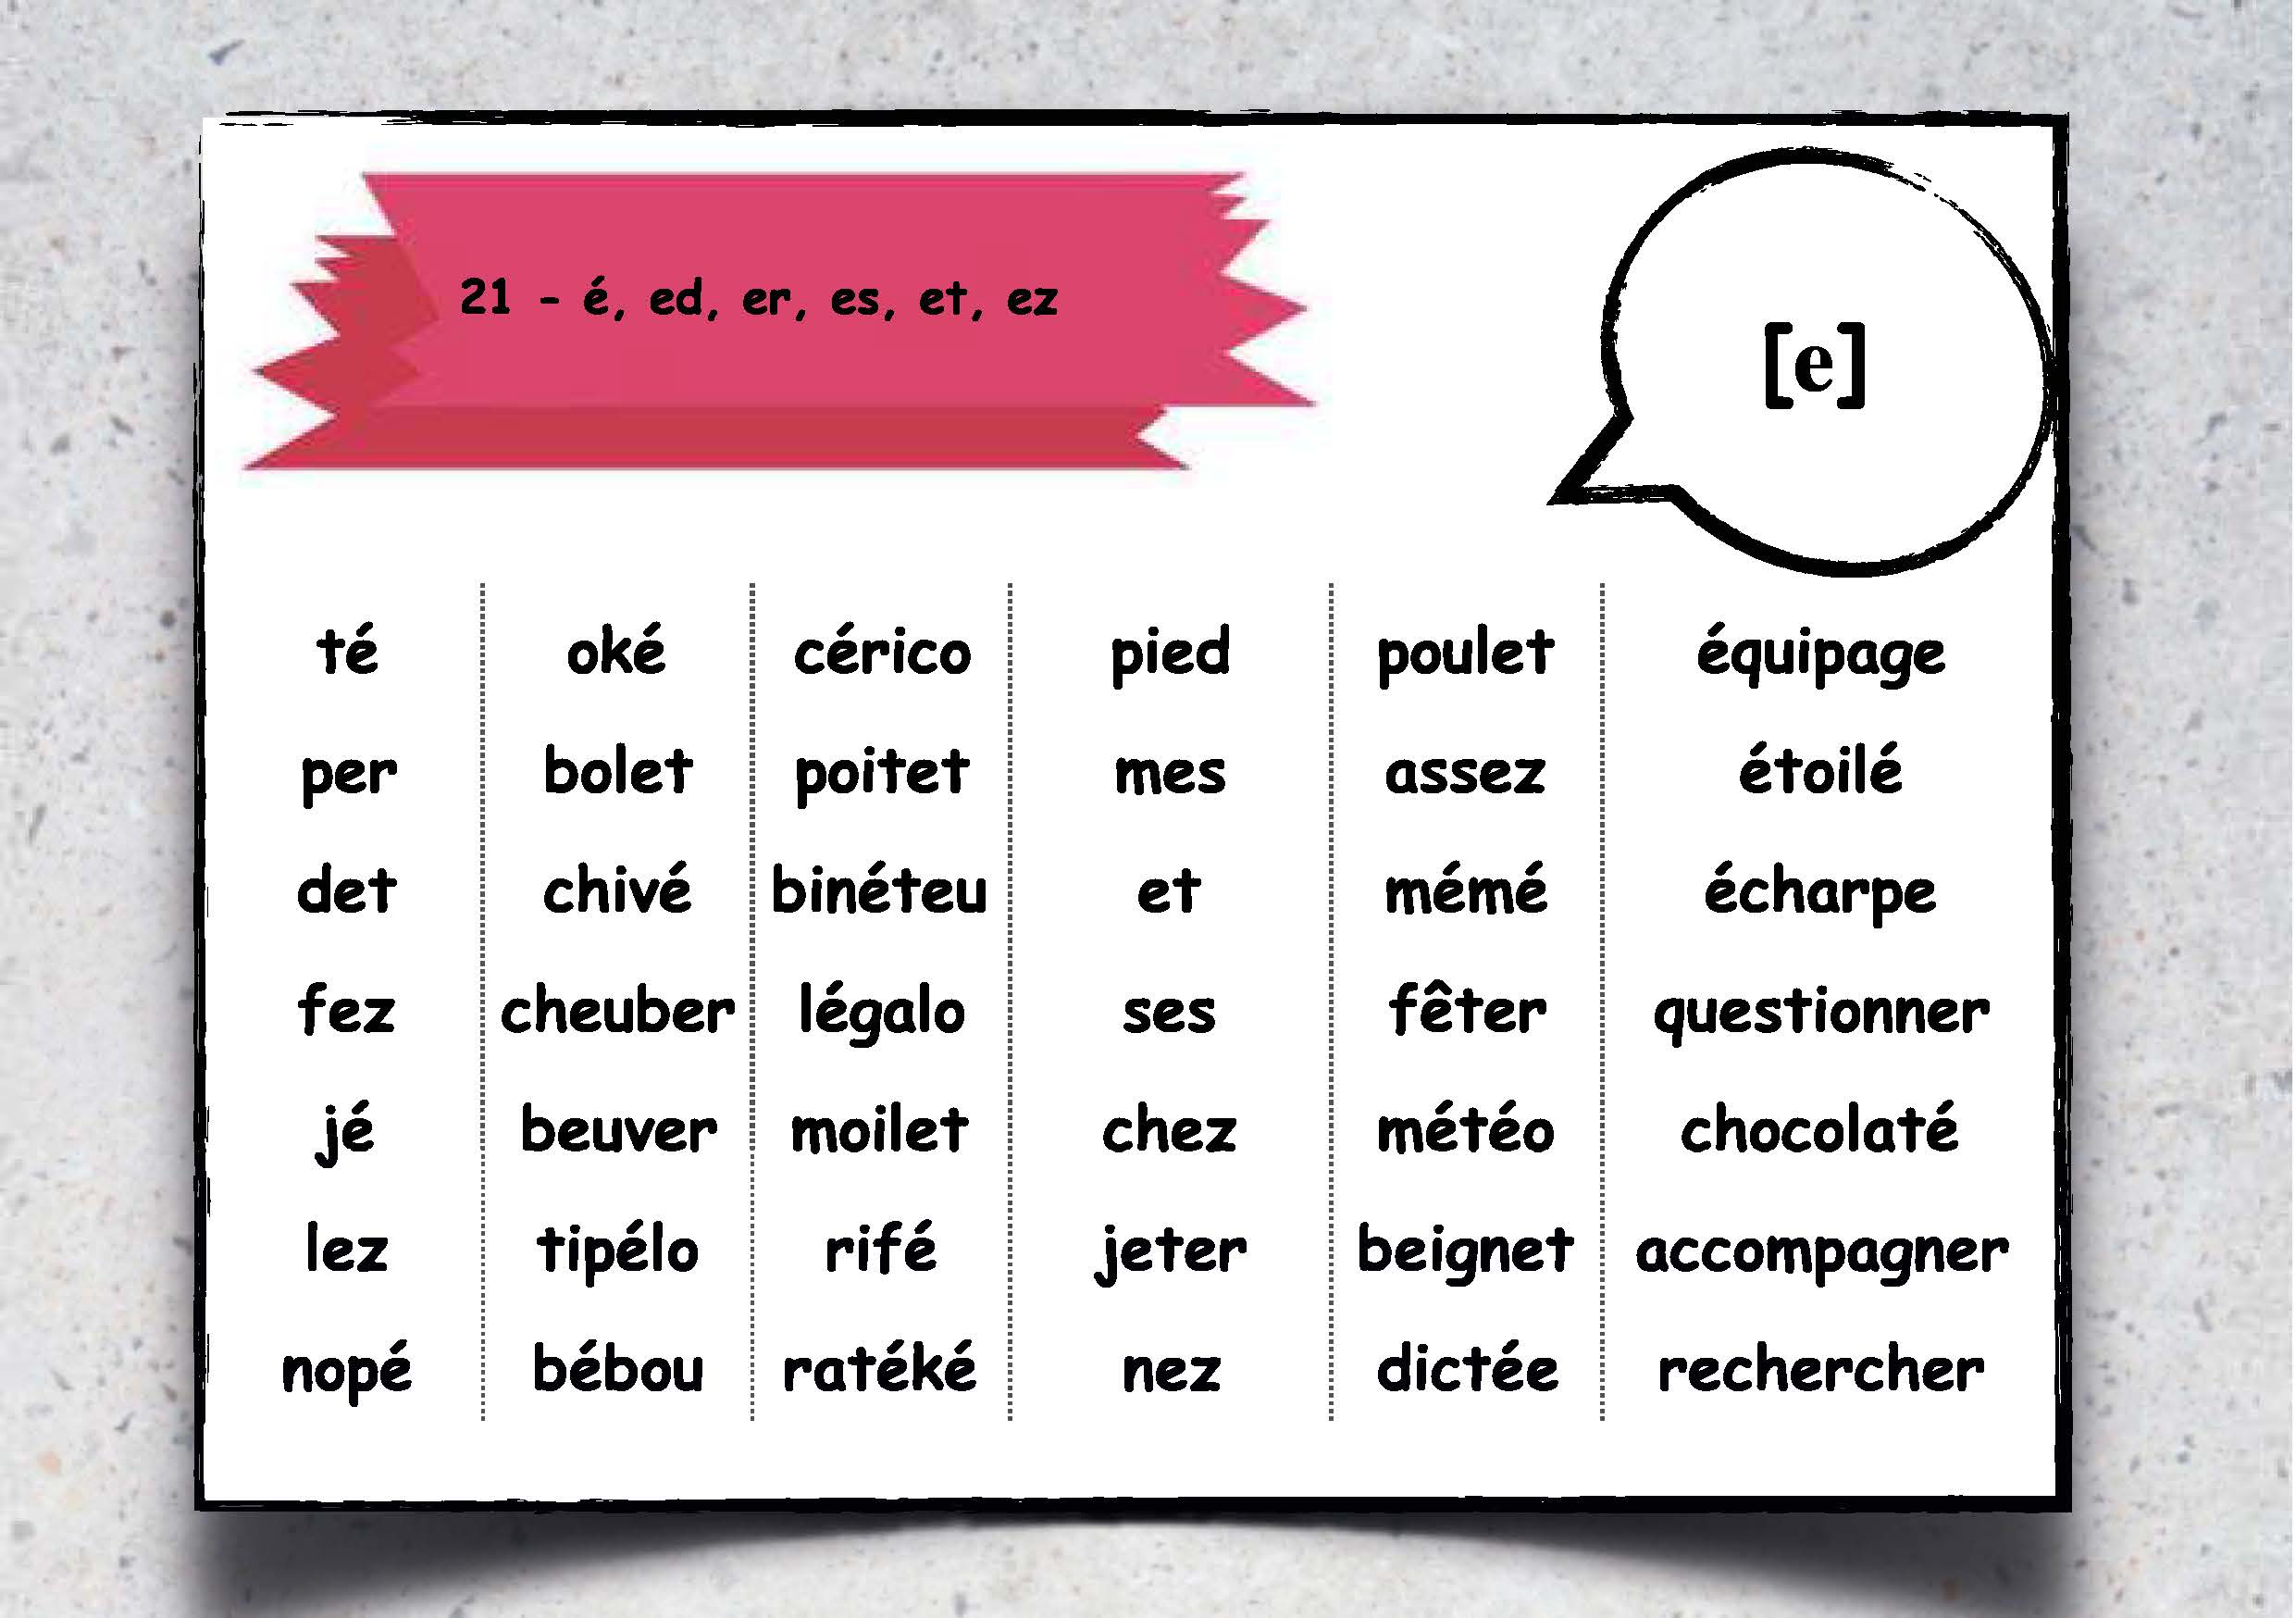 21 - é, ed, er, es, et, ez
[e]
té oké cérico pied poulet équipage
per bolet poitet mes assez étoilé
det chivé binéteu et mémé écharpe
fez cheuber légalo ses fêter questionner
jé beuver moilet chez météo chocolaté
lez tipélo rifé jeter beignet accompagner
nopé bébou ratéké nez dictée rechercher